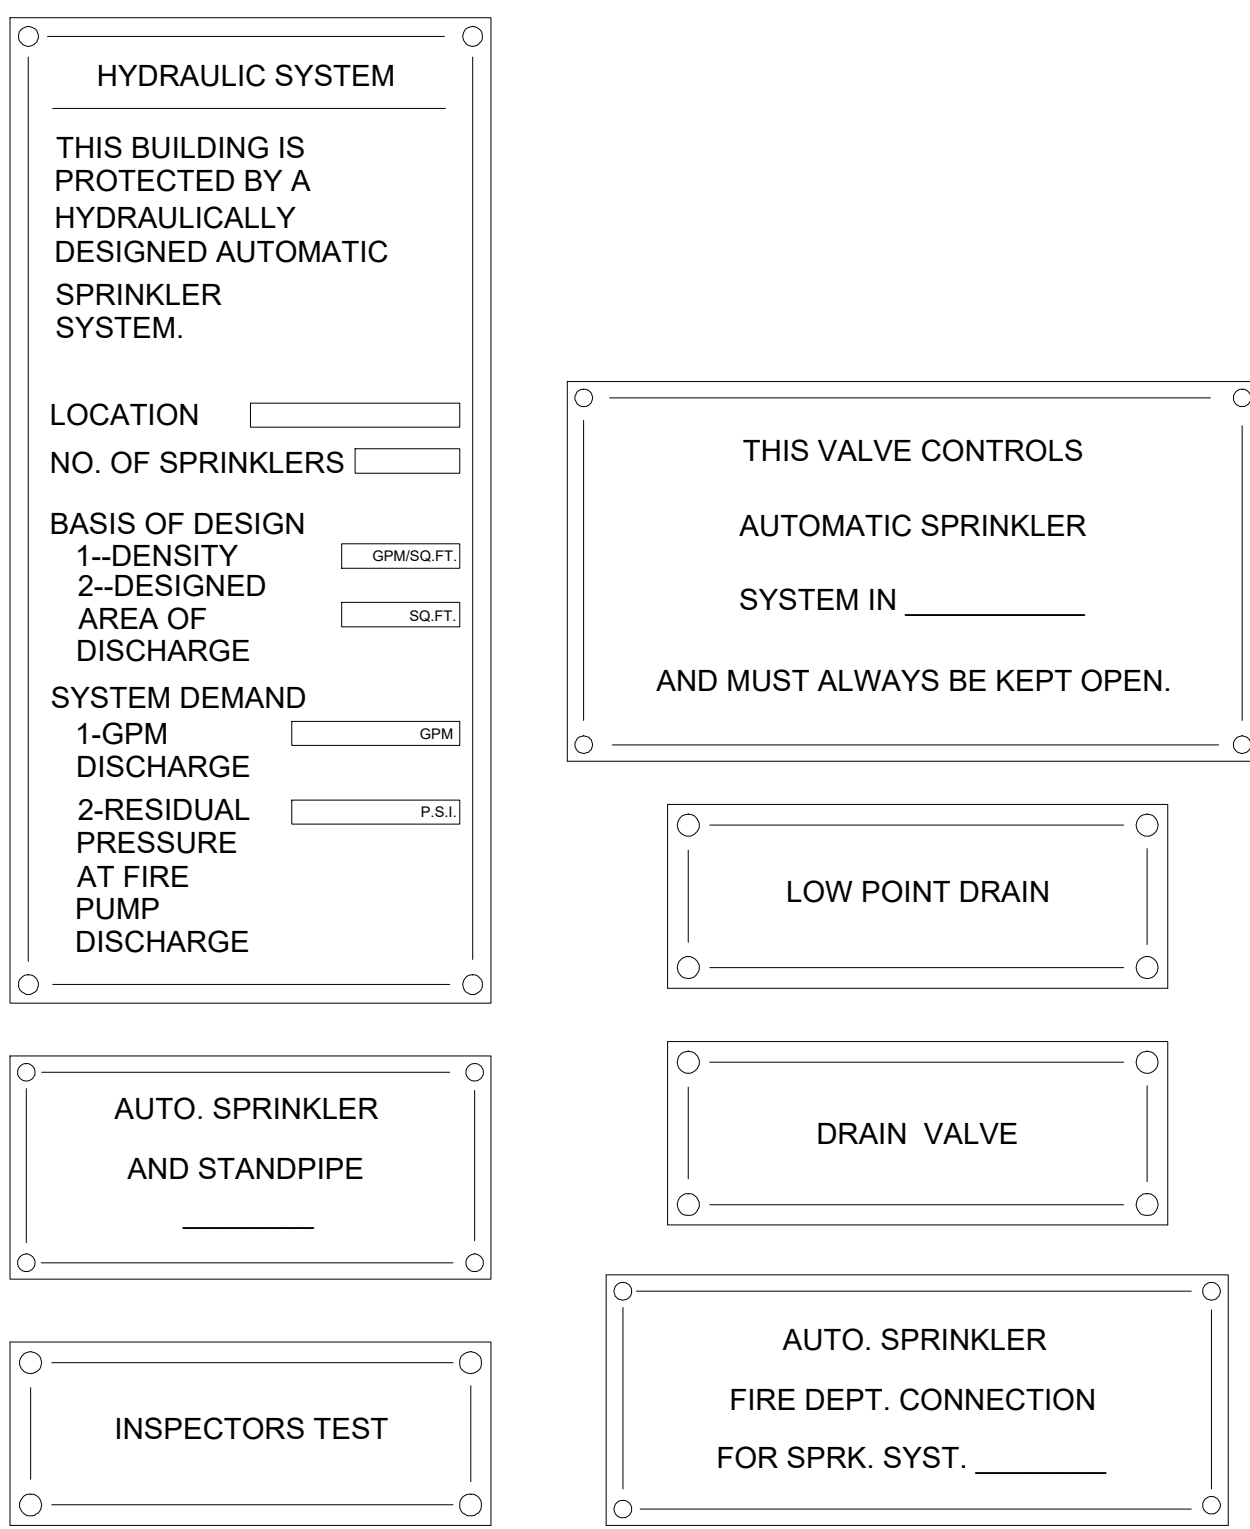 HYDRAULIC SYSTEM
THIS BUILDING IS
PROTECTED BY A
HYDRAULICALLY
DESIGNED AUTOMATIC
SPRINKLER
SYSTEM.
LOCATION
NO. OF SPRINKLERS
BASIS OF DESIGN
1--DENSITY GPM/SQ.FT.
2--DESIGNED
AREA OF SQ.FT.
DISCHARGE
SYSTEM DEMAND
1-GPM GPM
DISCHARGE
2-RESIDUAL P.S.I.
PRESSURE
AT FIRE
PUMP
DISCHARGE
AUTO. SPRINKLER
AND STANDPIPE
_________
INSPECTORS TEST
THIS VALVE CONTROLS
AUTOMATIC SPRINKLER
SYSTEM IN ____________
AND MUST ALWAYS BE KEPT OPEN.
LOW POINT DRAIN
DRAIN VALVE
AUTO. SPRINKLER
FIRE DEPT. CONNECTION
FOR SPRK. SYST. _________